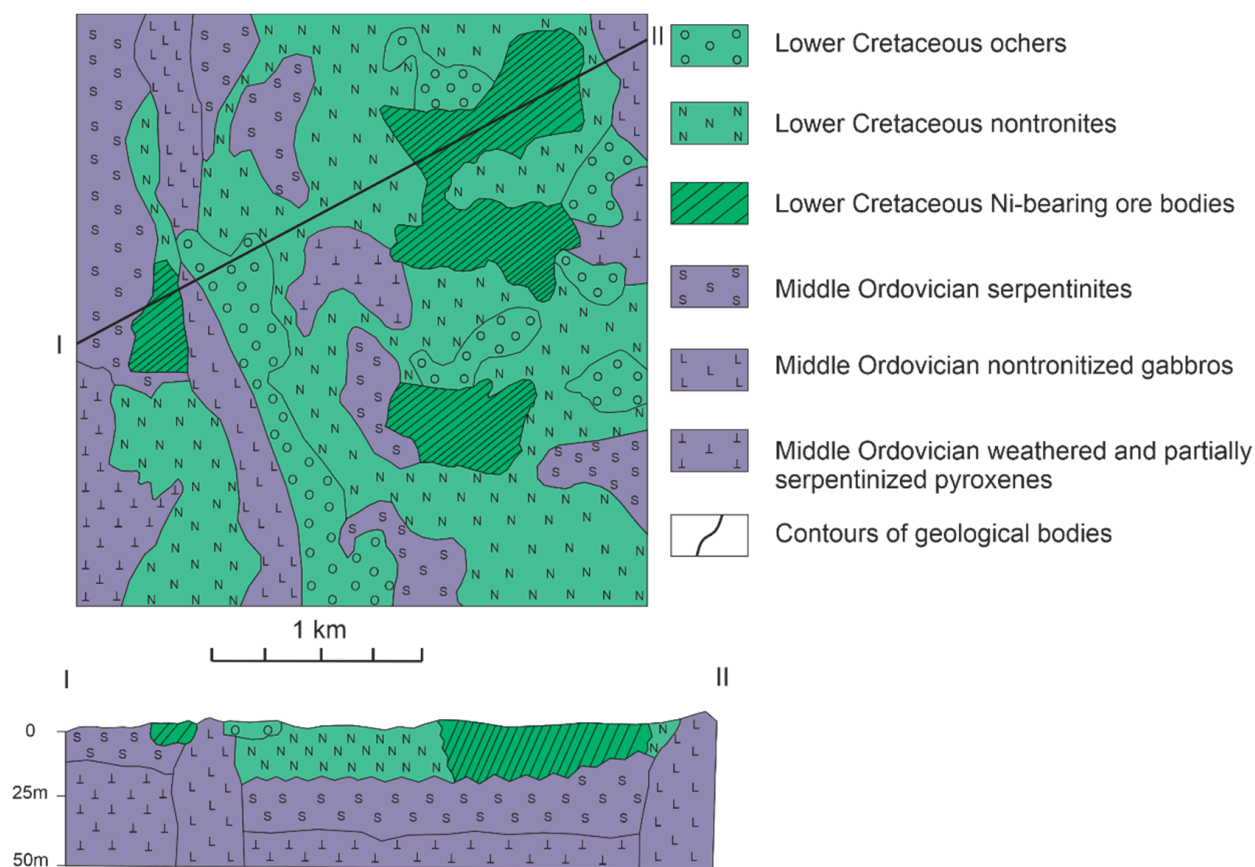 II
Lower Cretaceous ochers
Lower Cretaceous nontronites
Lower Cretaceous Ni-bearing ore bodies
Middle Ordovician serpentinites
I
Middle Ordovician nontronitized gabbros
Middle Ordovician weathered and partially
serpentinized pyroxenes
Contours of geological bodies
1 km
I
II
0
25m
50m